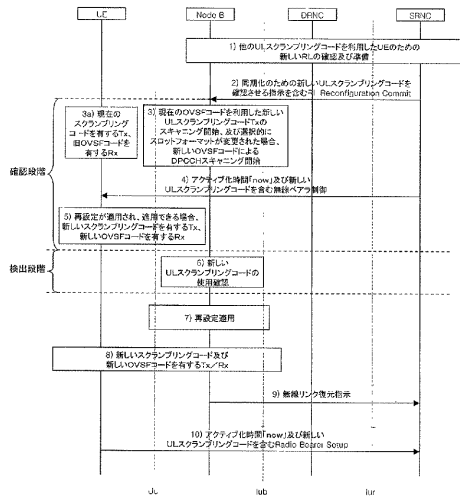 UE
Node B
DRNC
SRNC
1) 他のULスクランブリングコードを利用したUEのための
新しいRLの確認及び準備
2) 同期化のための新しいULスクランブリングコードを
確認させる指示を含むRl Reconfiguration Commit
3a) 現在の
スクランブリング
コード
を有するTx,
旧OVSFコードを
有するRx
3) 現在のOVSFコードを利用した新しい
ULスクランブリングコードTxの
スキャニング開始、及び選択的に
スロットフォーマットが変更された場合、
新しいOVSFコードによる
DPCCHスキャニング開始
確認段階
4) アクティブ化時間「now」及び新しい
ULスクランブリングコードを含む無線ベアラ制御
5) 再設定が適用され、適用できる場合、
新しいスクランブリングコードを有するTx、
新しいOVSFコードを有するRx
検出段階
6) 新しい
ULスクランブリングコードの
使用確認
7) 再設定適用
8) 新しいスクランブリングコード及び
新しいOVSFコードを有するTx/Rx
9) 無線リンク復元指示
10) アクティブ化時間「now」及び新しい
ULスクランブリングコードを含むRadio Bearer Setup
Uu
Iub
Iur